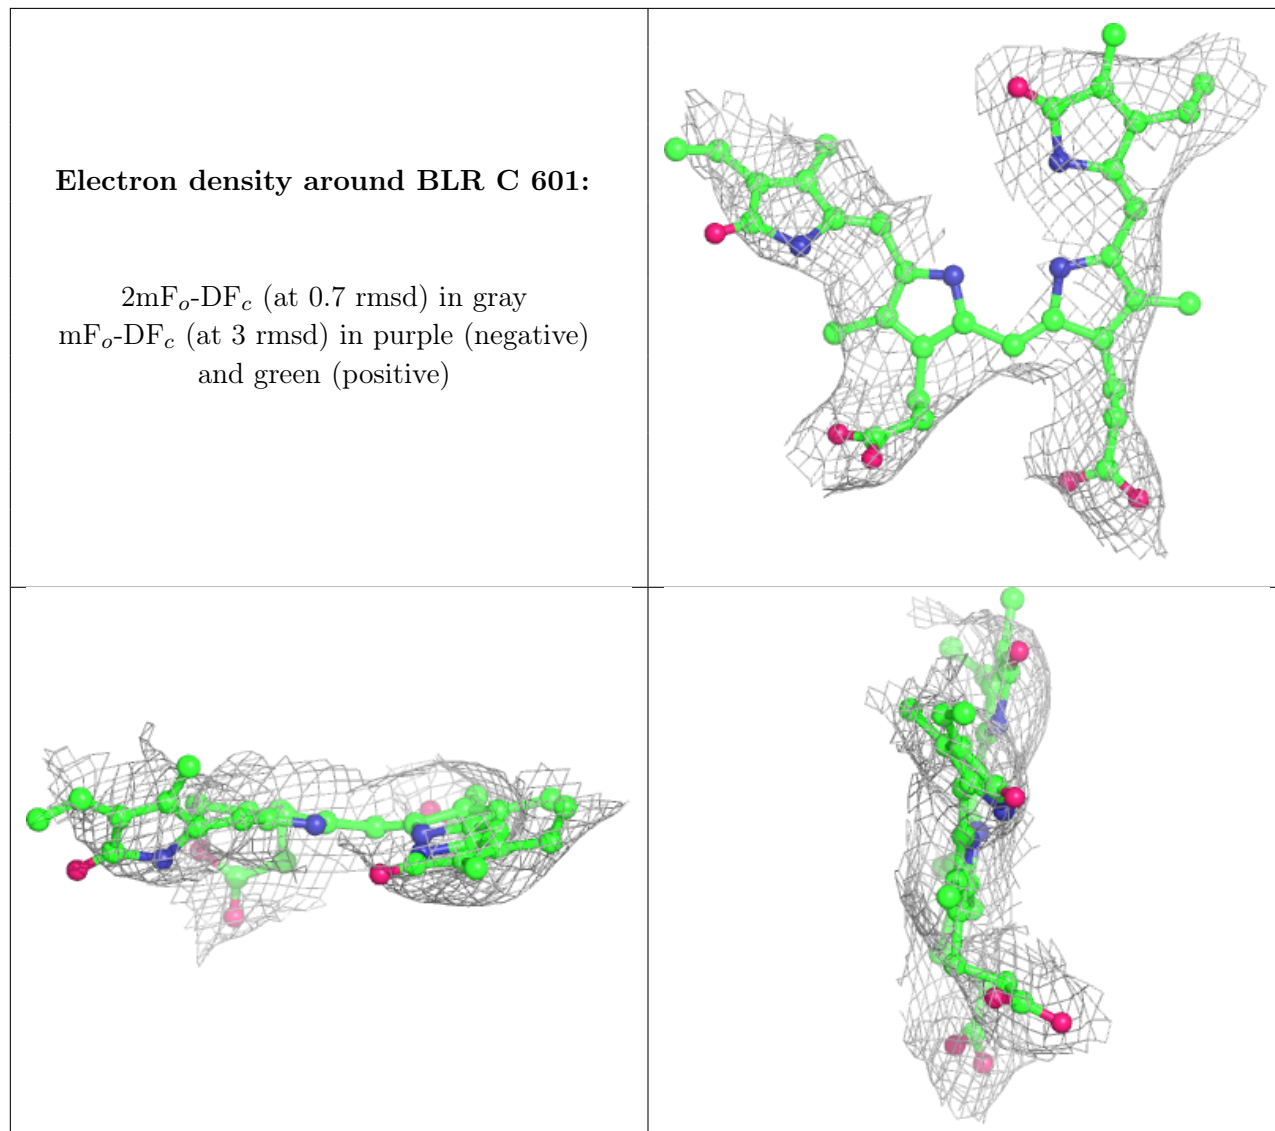 Electron density around BLR C 601:
2mFo-DFc (at 0.7 rmsd) in gray
mFo-DFc (at 3 rmsd) in purple (negative)
and green (positive)